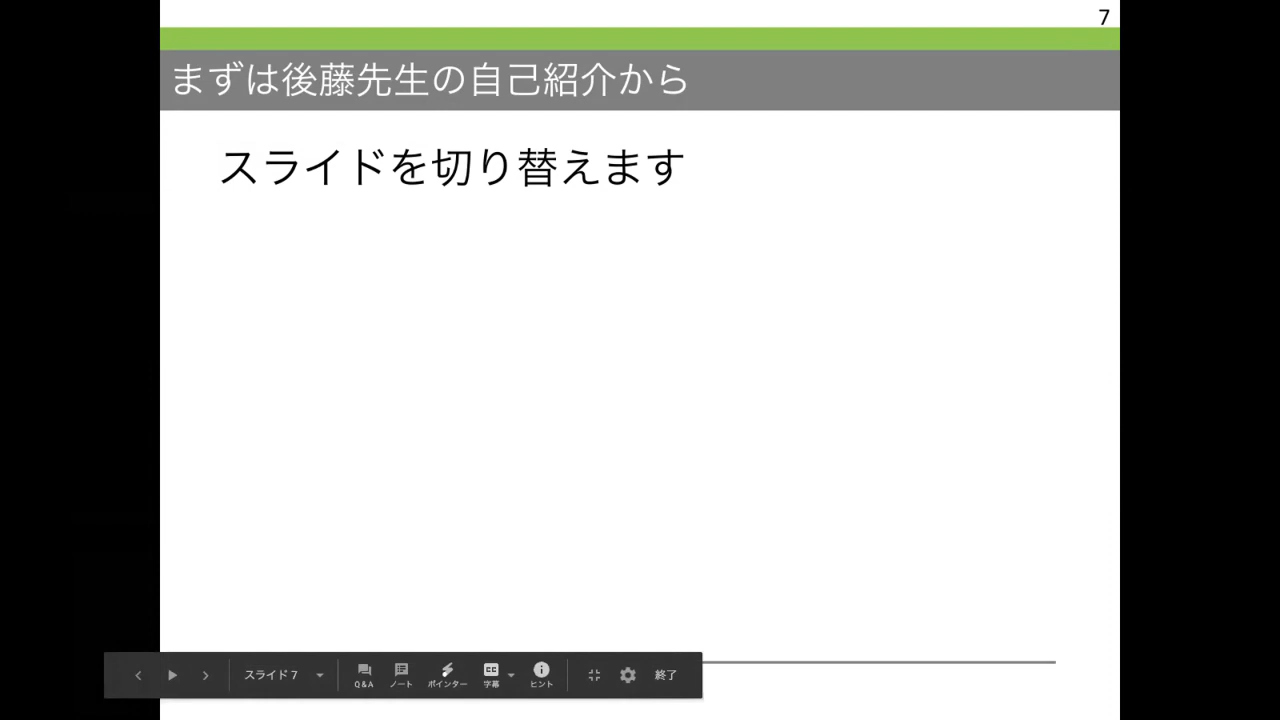 7
まずは後藤先生の自己紹介から
スライドを切り替えます
スライド 7
Q&A
ノート
ポインター
CC
字幕
ヒント
終了